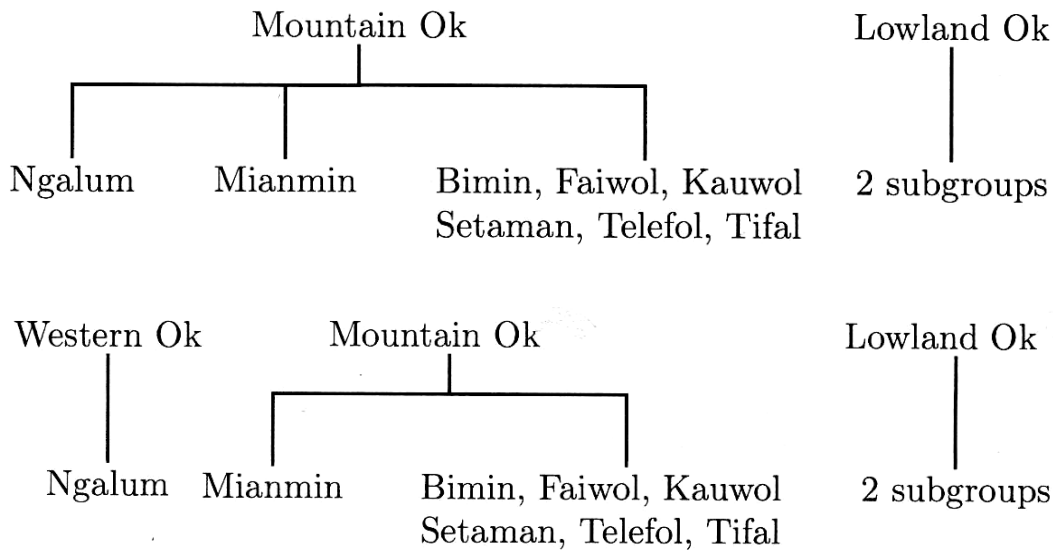 Mountain Ok
Lowland Ok
Ngalum
Mianmin
Bimin, Faiwol, Kauwol
Setaman, Telefol, Tifal
2 subgroups
Western Ok
Mountain Ok
Lowland Ok
Ngalum
Mianmin
Bimin, Faiwol, Kauwol
Setaman, Telefol, Tifal
2 subgroups